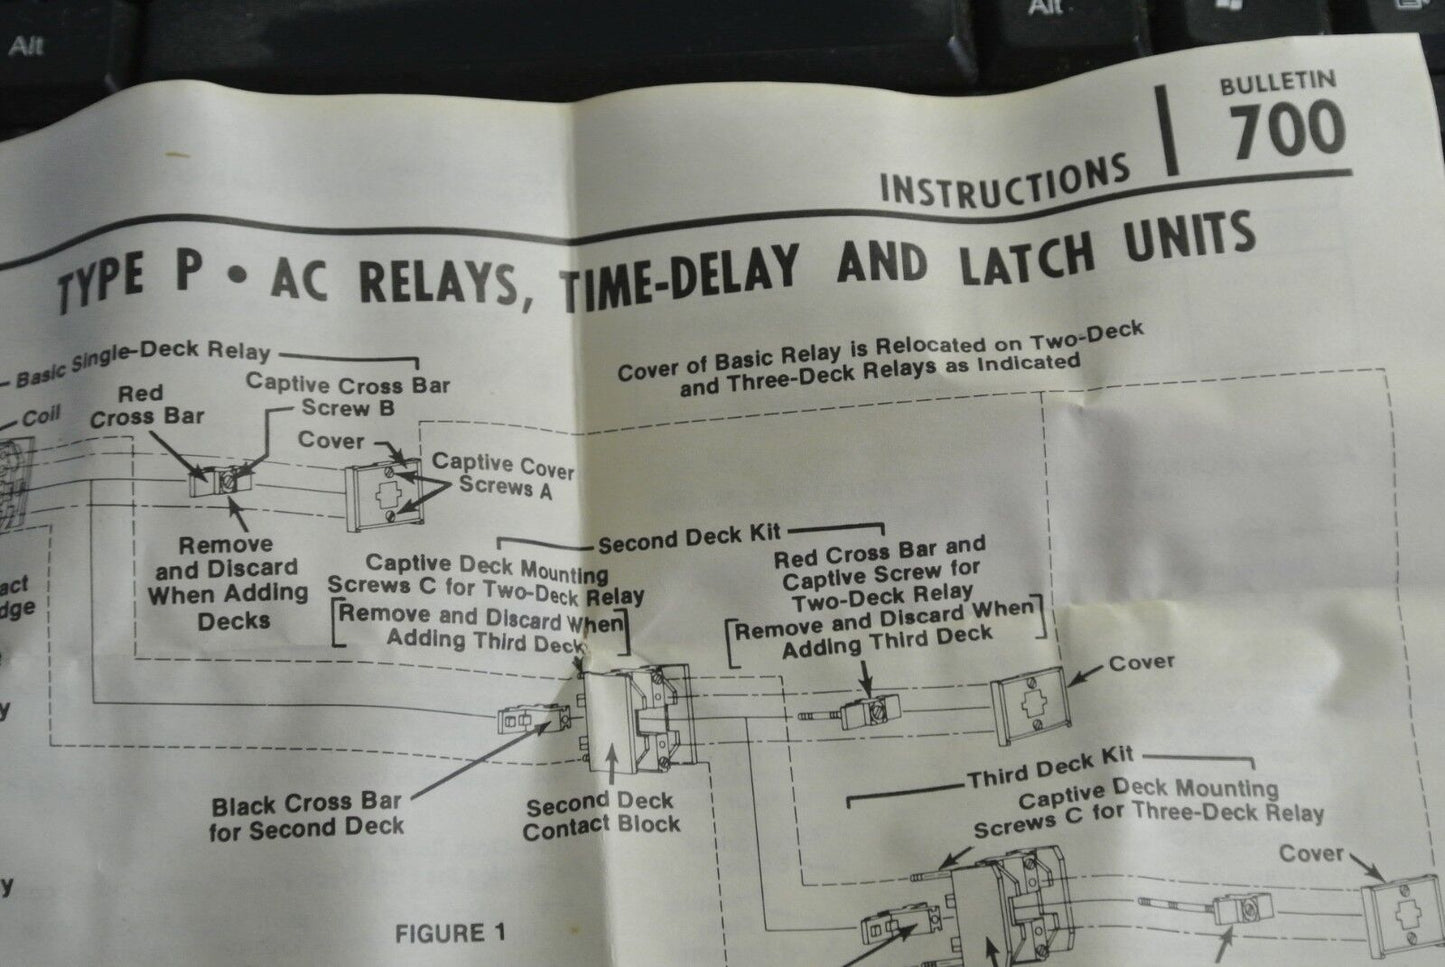 Alt
Alt
BULLETIN
700
INSTRUCTIONS
TYPE P • AC RELAYS, TIME-DELAY AND LATCH UNITS
Basic Single-Deck Relay
Cover of Basic Relay is Relocated on Two-Deck
and Three-Deck Relays as Indicated
Coil
Red
Cross Bar
Captive Cross Bar
Screw B
Cover
Captive Cover
Screws A
Remove
and Discard
When Adding
Decks
Second Deck Kit
Captive Deck Mounting
Screws C for Two-Deck Relay
[Remove and Discard When
Adding Third Deck]
Red Cross Bar and
Captive Screw for
Two-Deck Relay
[Remove and Discard When
Adding Third Deck]
Cover
act
dge
y
Black Cross Bar
for Second Deck
Second Deck
Contact Block
Third Deck Kit
Captive Deck Mounting
Screws C for Three-Deck Relay
Cover
y
FIGURE 1